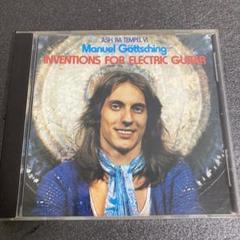 ASH RA TEMPEL VI
Manuel Göttsching
INVENTIONS FOR ELECTRIC GUITAR